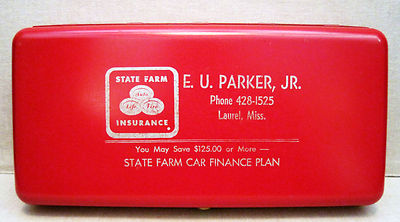 STATE FARM
Auto
Life Fire
INSURANCE
E. U. PARKER, JR.
Phone 428-1525
Laurel, Miss.
You May Save $125.00 or More —
STATE FARM CAR FINANCE PLAN